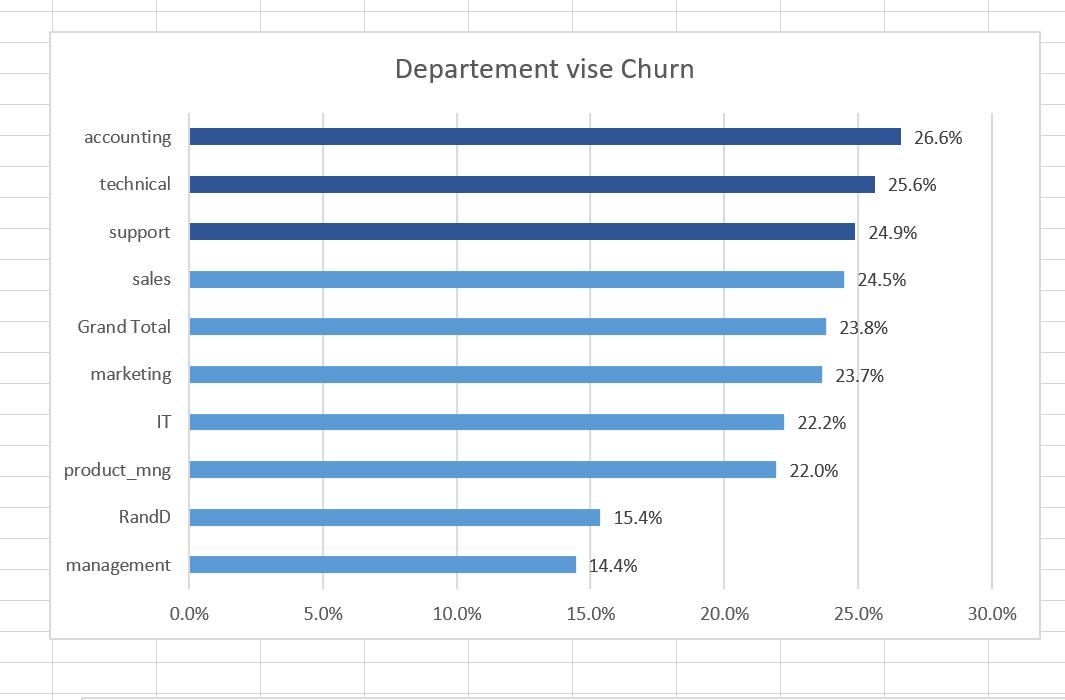 Departement vise Churn
accounting 26.6%
technical 25.6%
support 24.9%
sales 24.5%
Grand Total 23.8%
marketing 23.7%
IT 22.2%
product_mng 22.0%
RandD 15.4%
management 14.4%
0.0% 5.0% 10.0% 15.0% 20.0% 25.0% 30.0%